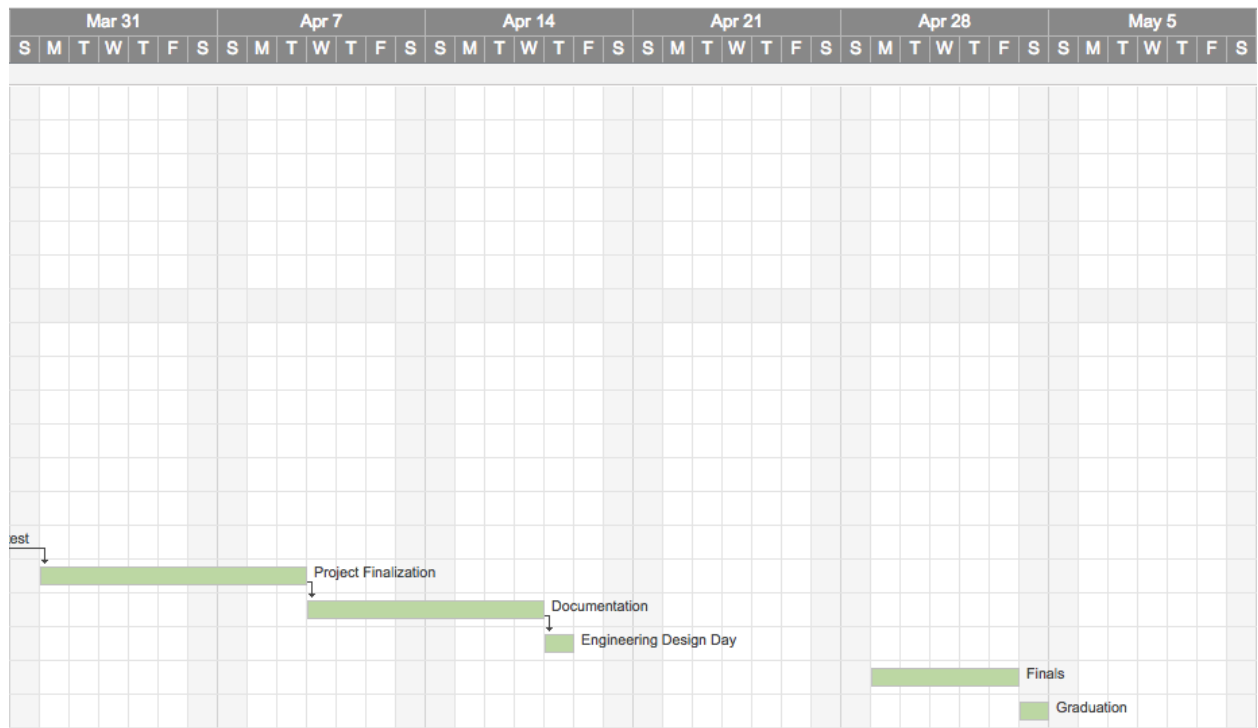 Mar 31 Apr 7 Apr 14 Apr 21 Apr 28 May 5
S M T W T F S S M T W T F S S M T W T F S S M T W T F S S M T W T F S S M T W T F S
est
Project Finalization
Documentation
Engineering Design Day
Finals
Graduation